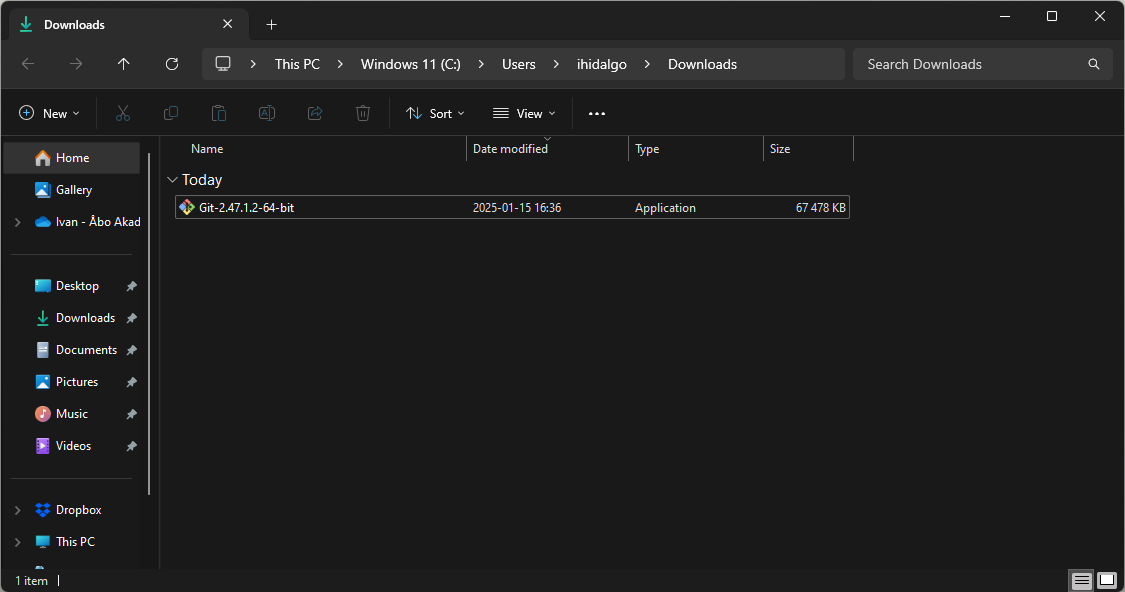 Downloads
This PC > Windows 11 (C:) > Users > ihidalgo > Downloads
Search Downloads
New
Sort
View
Name
Date modified
Type
Size
Home
Gallery
Ivan - Åbo Akad
Desktop
Downloads
Documents
Pictures
Music
Videos
Dropbox
This PC
Today
Git-2.47.1.2-64-bit 2025-01-15 16:36 Application 67 478 KB
1 item